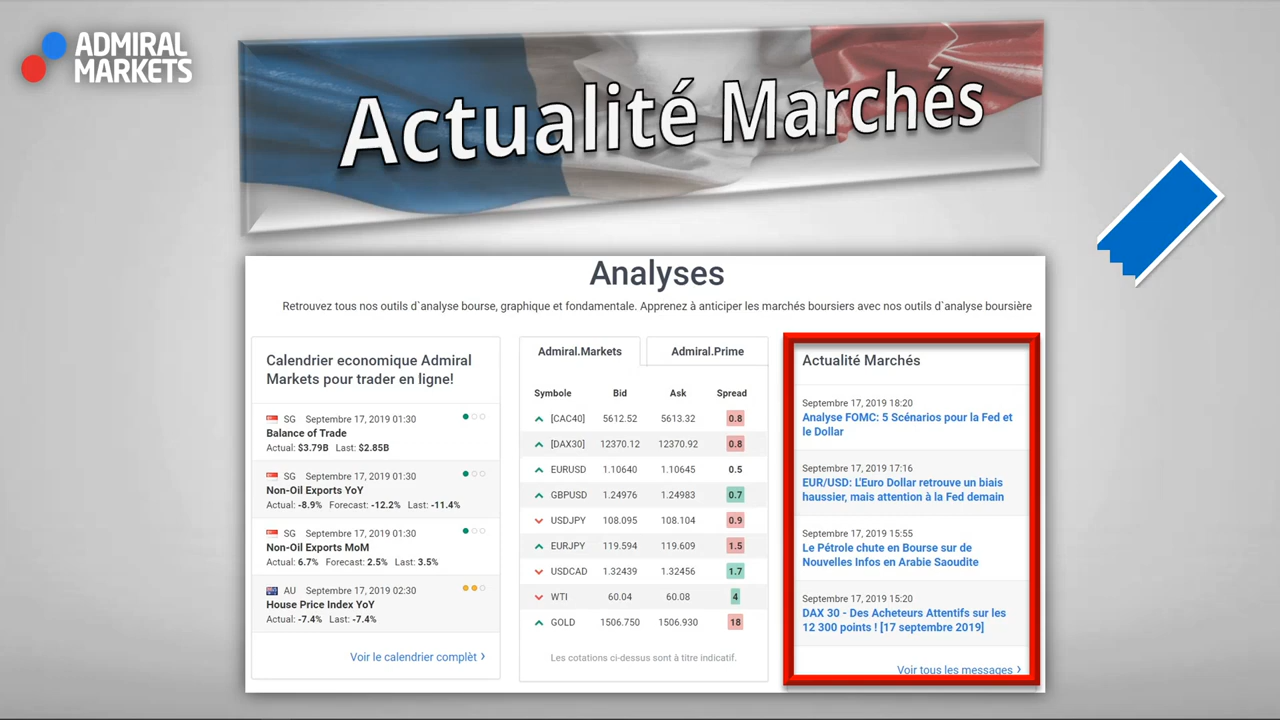 ADMIRAL
MARKETS
Actualité Marchés
Analyses
Retrouvez tous nos outils d`analyse bourse, graphique et fondamentale. Apprenez à anticiper les marchés boursiers avec nos outils d`analyse boursière
Calendrier economique Admiral
Markets pour trader en ligne!
SG Septembre 17, 2019 01:30
Balance of Trade
Actual: $3.79B Last: $2.85B
SG Septembre 17, 2019 01:30
Non-Oil Exports YoY
Actual: -8.9% Forecast: -12.2% Last: -11.4%
SG Septembre 17, 2019 01:30
Non-Oil Exports MoM
Actual: 6.7% Forecast: 2.5% Last: 3.5%
AU Septembre 17, 2019 02:30
House Price Index YoY
Actual: -7.4% Last: -7.4%
Voir le calendrier complèt ›
Admiral.Markets Admiral.Prime
Symbole Bid Ask Spread
[CAC40] 5612.52 5613.32 0.8
[DAX30] 12370.12 12370.92 0.8
EURUSD 1.10640 1.10645 0.5
GBPUSD 1.24976 1.24983 0.7
USDJPY 108.095 108.104 0.9
EURJPY 119.594 119.609 1.5
USDCAD 1.32439 1.32456 1.7
WTI 60.04 60.08 4
GOLD 1506.750 1506.930 18
Les cotations ci-dessus sont à titre indicatif.
Actualité Marchés
Septembre 17, 2019 18:20
Analyse FOMC: 5 Scénarios pour la Fed et
le Dollar
Septembre 17, 2019 17:16
EUR/USD: L'Euro Dollar retrouve un biais
haussier, mais attention à la Fed demain
Septembre 17, 2019 15:55
Le Pétrole chute en Bourse sur de
Nouvelles Infos en Arabie Saoudite
Septembre 17, 2019 15:20
DAX 30 - Des Acheteurs Attentifs sur les
12 300 points ! [17 septembre 2019]
Voir tous les messages ›